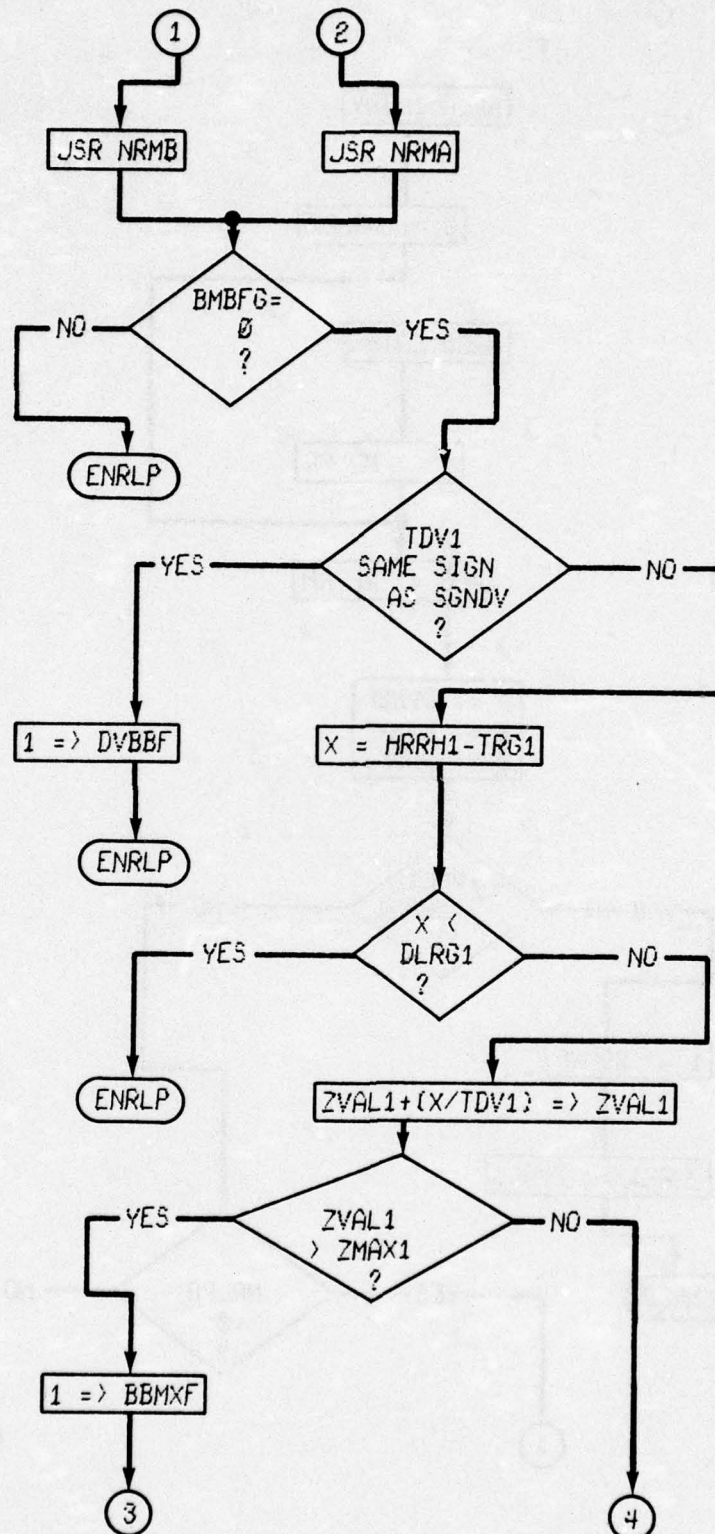 1
2
JSR NRMB
JSR NRMA
BMBFG=
Ø
?
NO
YES
ENRLP
TDV1
SAME SIGN
AS SGNDV
?
YES
NO
1 => DVBBF
X = HRRH1-TRG1
ENRLP
X <
DLRG1
?
YES
NO
ENRLP
ZVAL1+(X/TDV1) => ZVAL1
ZVAL1
> ZMAX1
?
YES
NO
1 => BBMXF
3
4